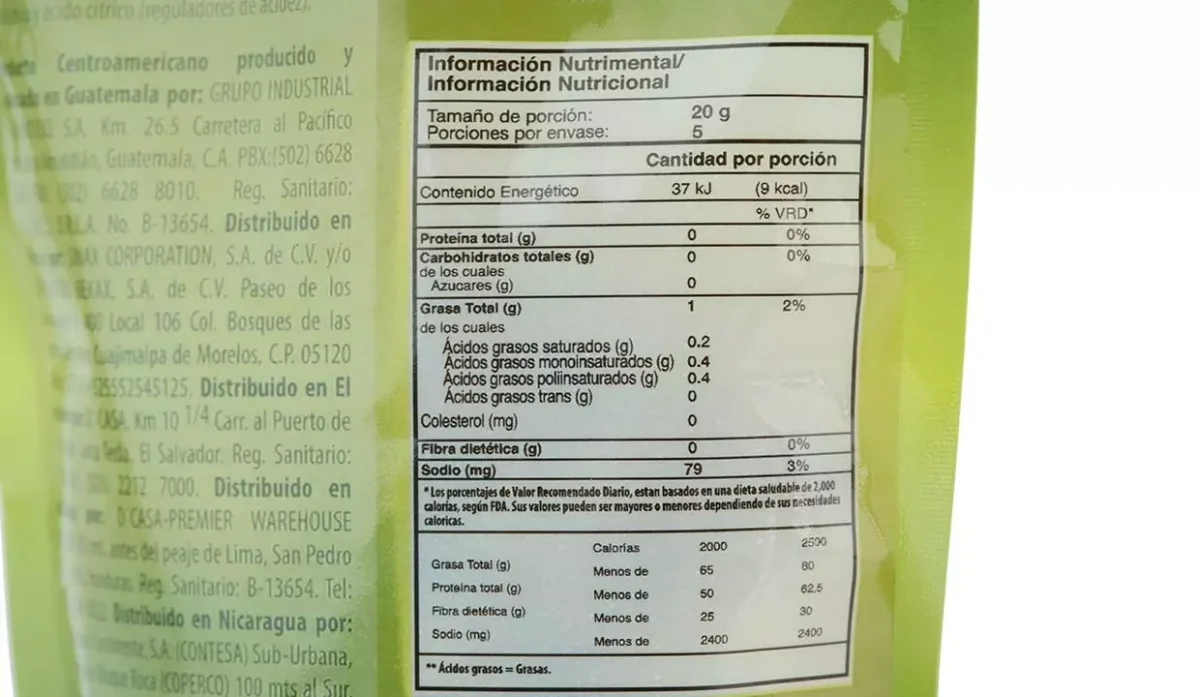 ácido cítrico (reguladores de acidez).
Centroamericano producido y
en Guatemala por: GRUPO INDUSTRIAL
S.A. Km. 26.5 Carretera al Pacífico
Guatemala, C.A. PBX:(502) 6628
6628 8010. Reg. Sanitario:
No. B-13654. Distribuido en
CORPORATION, S.A. de C.V. y/o
S.A. de C.V. Paseo de los
Local 106 Col. Bosques de las
de Morelos, C.P. 05120
525552545125. Distribuido en El
Km 10 1/4 Carr. al Puerto de
El Salvador. Reg. Sanitario:
2212 7000. Distribuido en
D'CASA-PREMIER WAREHOUSE
antes del peaje de Lima, San Pedro
Reg. Sanitario: B-13654. Tel:
Distribuido en Nicaragua por:
S.A. (CONTESA) Sub-Urbana,
Roca (COPERCO) 100 mts al Sur.
Información Nutrimental/
Información Nutricional
Tamaño de porción: 20 g
Porciones por envase: 5
Cantidad por porción
Contenido Energético 37 kJ (9 kcal)
% VRD*
Proteína total (g) 0 0%
Carbohidratos totales (g) 0 0%
de los cuales
Azucares (g) 0
Grasa Total (g) 1 2%
de los cuales
Ácidos grasos saturados (g) 0.2
Ácidos grasos monoinsaturados (g) 0.4
Ácidos grasos poliinsaturados (g) 0.4
Ácidos grasos trans (g) 0
Colesterol (mg) 0
Fibra dietética (g) 0 0%
Sodio (mg) 79 3%
*Los porcentajes de Valor Recomendado Diario, estan basados en una dieta saludable de 2,000
calorías, según FDA. Sus valores pueden ser mayores o menores dependiendo de sus necesidades
caloricas.
Calorías 2000 2500
Grasa Total (g) Menos de 65 80
Proteína total (g) Menos de 50 62.5
Fibra dietética (g) Menos de 25 30
Sodio (mg) Menos de 2400 2400
** Ácidos grasos = Grasas.